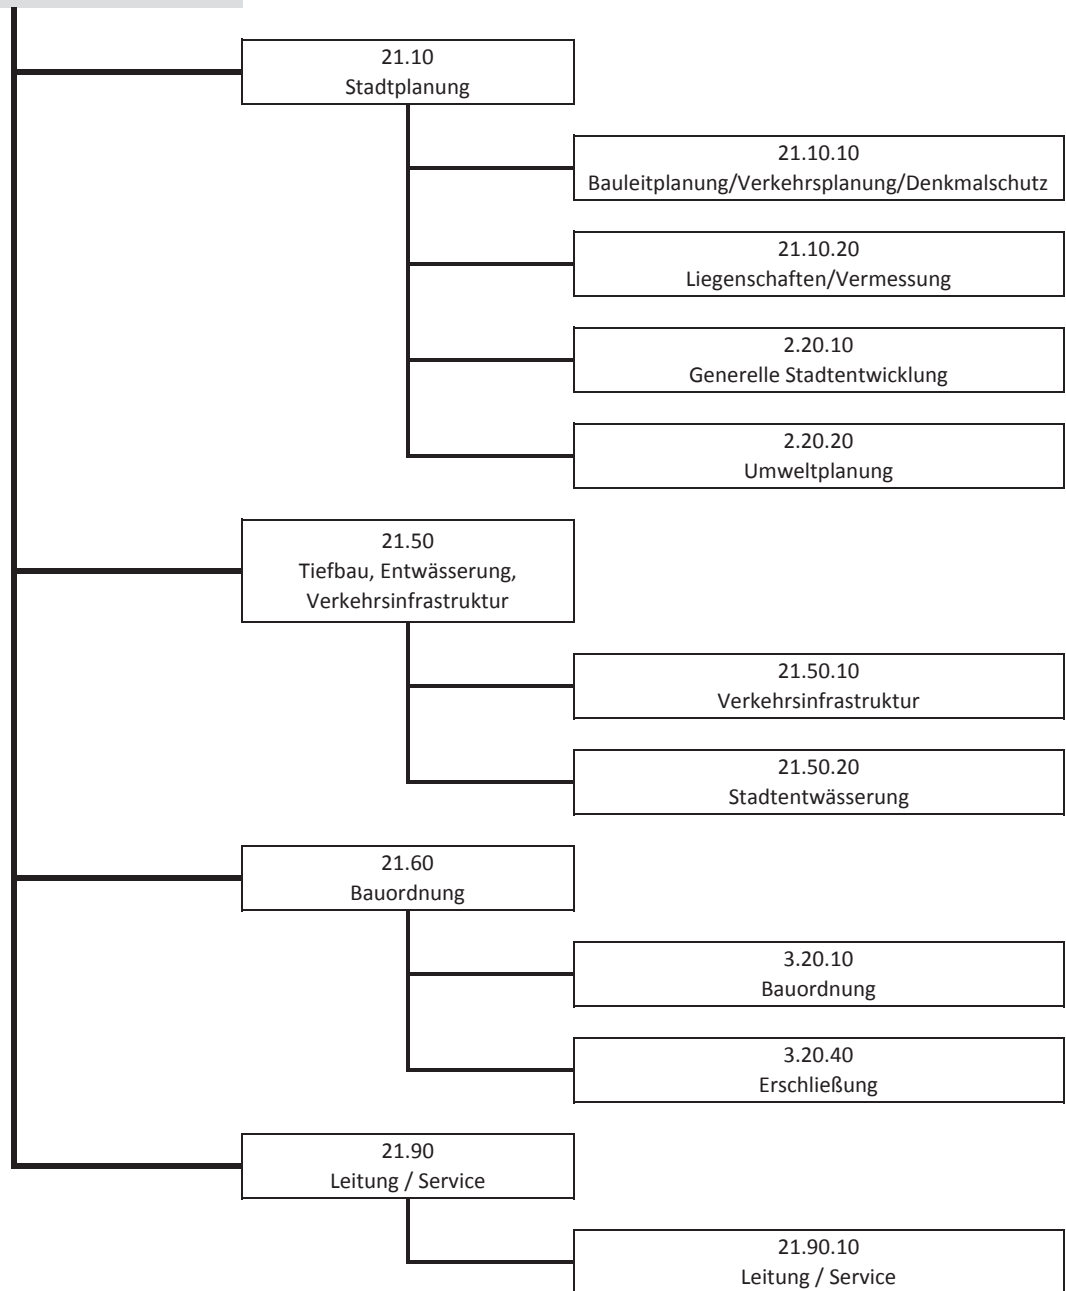 21.10
Stadtplanung
21.10.10
Bauleitplanung/Verkehrsplanung/Denkmalschutz
21.10.20
Liegenschaften/Vermessung
2.20.10
Generelle Stadtentwicklung
2.20.20
Umweltplanung
21.50
Tiefbau, Entwässerung,
Verkehrsinfrastruktur
21.50.10
Verkehrsinfrastruktur
21.50.20
Stadtentwässerung
21.60
Bauordnung
3.20.10
Bauordnung
3.20.40
Erschließung
21.90
Leitung / Service
21.90.10
Leitung / Service